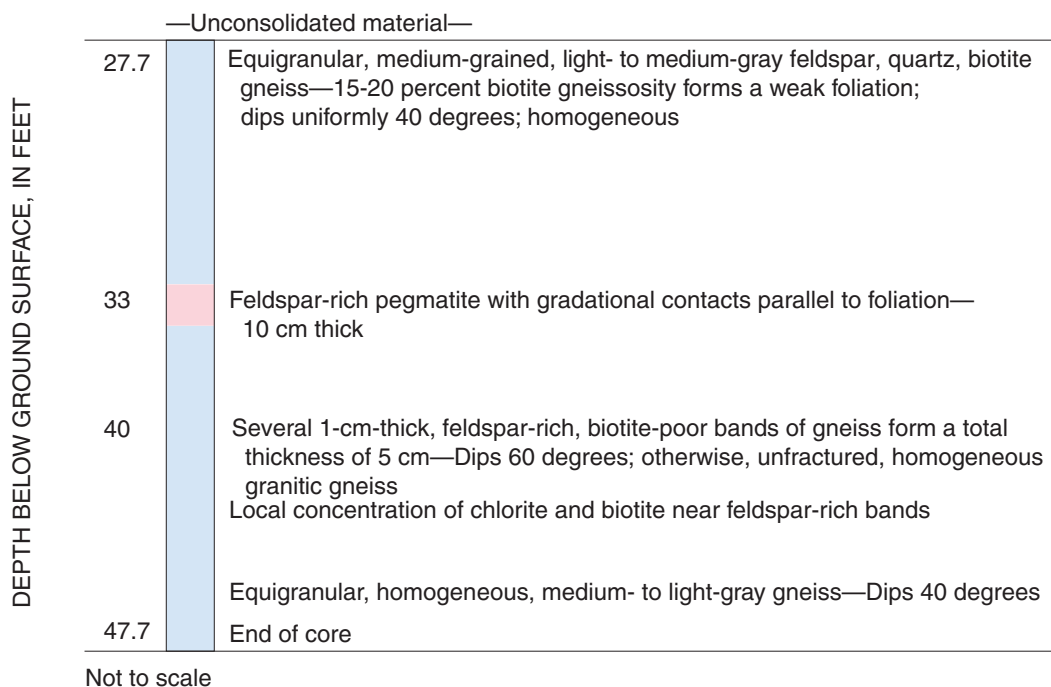 —Unconsolidated material—
DEPTH BELOW GROUND SURFACE, IN FEET
27.7
Equigranular, medium-grained, light- to medium-gray feldspar, quartz, biotite
gneiss—15-20 percent biotite gneissosity forms a weak foliation;
dips uniformly 40 degrees; homogeneous
33
Feldspar-rich pegmatite with gradational contacts parallel to foliation—
10 cm thick
40
Several 1-cm-thick, feldspar-rich, biotite-poor bands of gneiss form a total
thickness of 5 cm—Dips 60 degrees; otherwise, unfractured, homogeneous
granitic gneiss
Local concentration of chlorite and biotite near feldspar-rich bands
Equigranular, homogeneous, medium- to light-gray gneiss—Dips 40 degrees
47.7
End of core
Not to scale